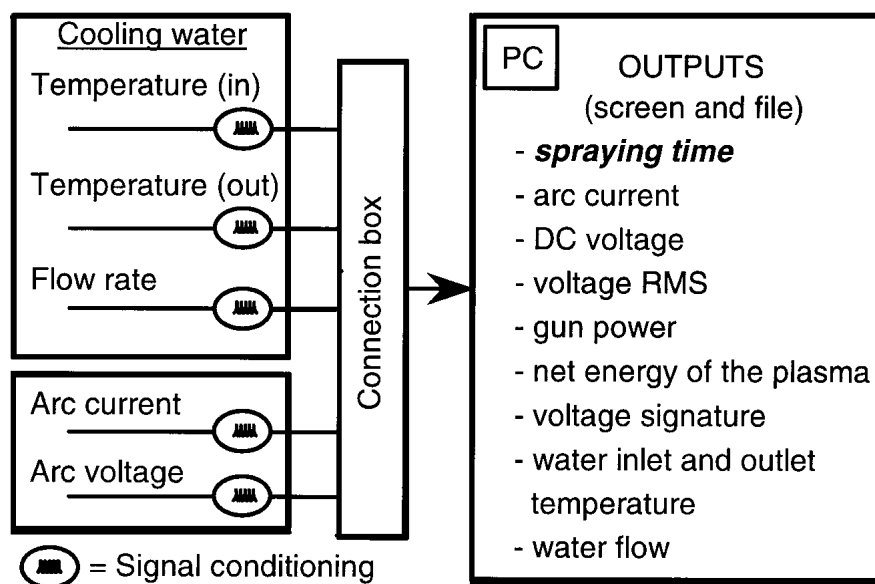 Cooling water
Temperature (in)
Temperature (out)
Flow rate
Arc current
Arc voltage
= Signal conditioning
Connection box
PC
OUTPUTS
(screen and file)
- spraying time
- arc current
- DC voltage
- voltage RMS
- gun power
- net energy of the plasma
- voltage signature
- water inlet and outlet
temperature
- water flow